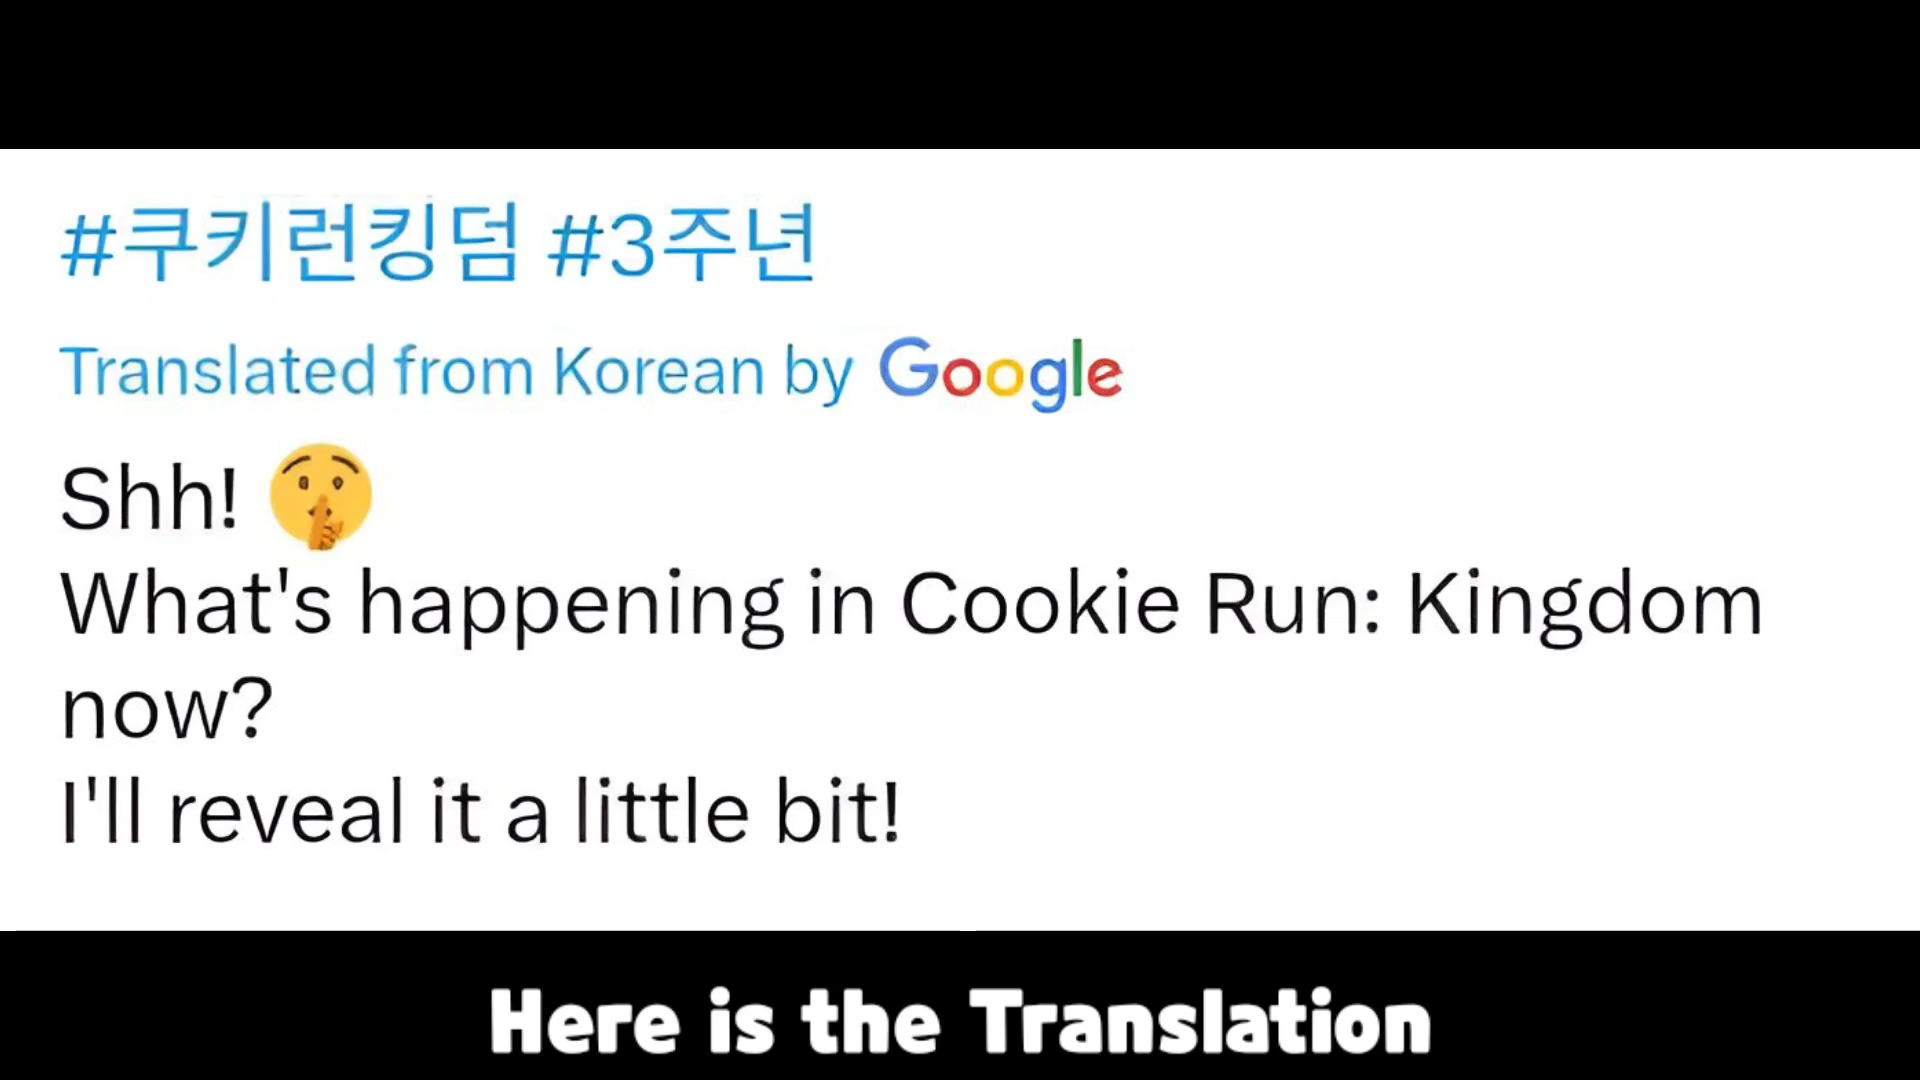 #쿠키런킹덤 #3주년
Translated from Korean by Google
Shh! 🤫
What's happening in Cookie Run: Kingdom
now?
I'll reveal it a little bit!
Here is the Translation